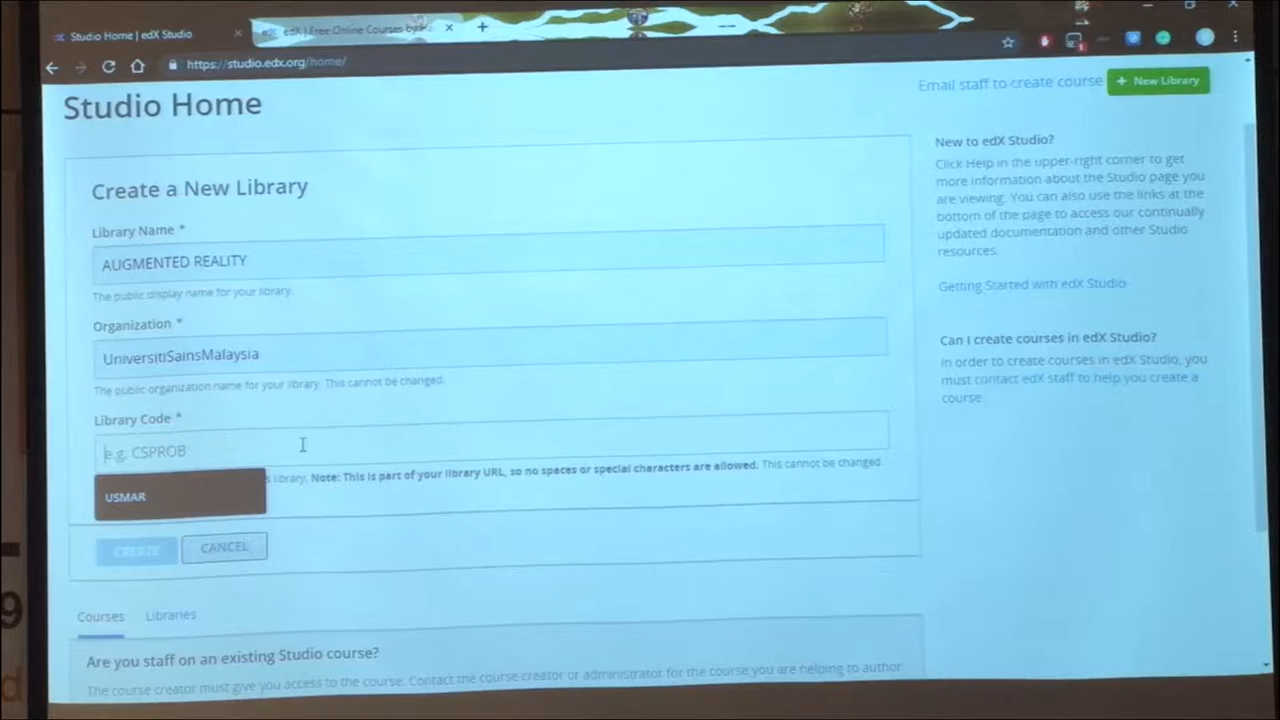 Studio Home | edX Studio
edX | Free Online Courses by
https://studio.edx.org/home/
Studio Home
Email staff to create course
+ New Library
Create a New Library
Library Name *
AUGMENTED REALITY
The public display name for your library.
Organization *
UniversitiSainsMalaysia
The public organization name for your library. This cannot be changed.
Library Code *
e.g. CSPROB
library. Note: This is part of your library URL, so no spaces or special characters are allowed. This cannot be changed.
USMAR
CREATE
CANCEL
Courses
Libraries
Are you staff on an existing Studio course?
The course creator must give you access to the course. Contact the course creator or administrator for the course you are helping to author
New to edX Studio?
Click Help in the upper-right corner to get
more information about the Studio page you
are viewing. You can also use the links at the
bottom of the page to access our continually
updated documentation and other Studio
resources.
Getting Started with edX Studio
Can I create courses in edX Studio?
In order to create courses in edX Studio, you
must contact edX staff to help you create a
course
9
d